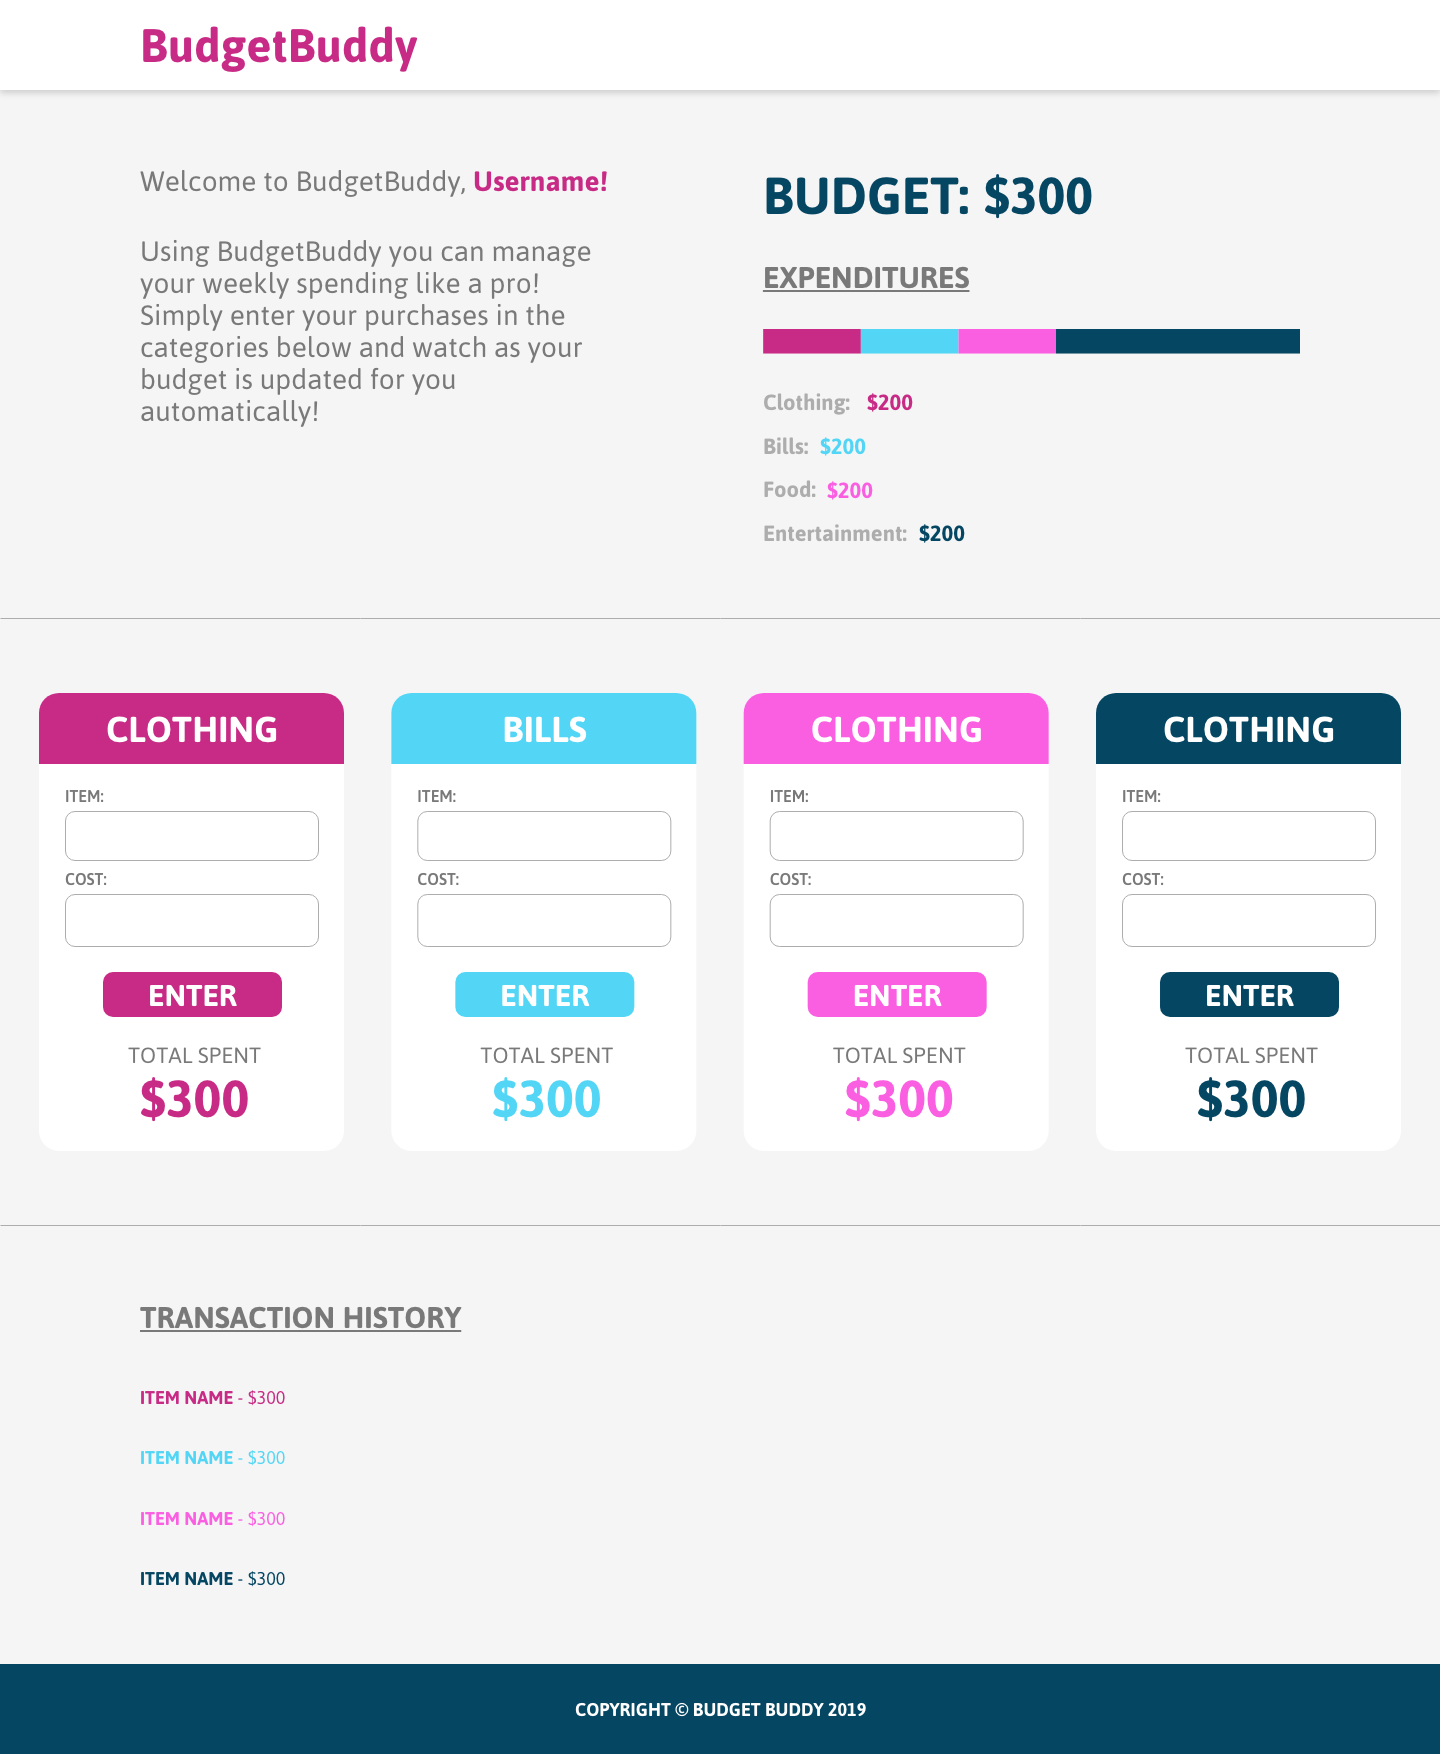 BudgetBuddy
Welcome to BudgetBuddy, Username!
Using BudgetBuddy you can manage
your weekly spending like a pro!
Simply enter your purchases in the
categories below and watch as your
budget is updated for you
automatically!
BUDGET: $300
EXPENDITURES
Clothing: $200
Bills: $200
Food: $200
Entertainment: $200
CLOTHING
ITEM:
COST:
ENTER
TOTAL SPENT
$300
BILLS
ITEM:
COST:
ENTER
TOTAL SPENT
$300
CLOTHING
ITEM:
COST:
ENTER
TOTAL SPENT
$300
CLOTHING
ITEM:
COST:
ENTER
TOTAL SPENT
$300
TRANSACTION HISTORY
ITEM NAME - $300
ITEM NAME - $300
ITEM NAME - $300
ITEM NAME - $300
COPYRIGHT © BUDGET BUDDY 2019